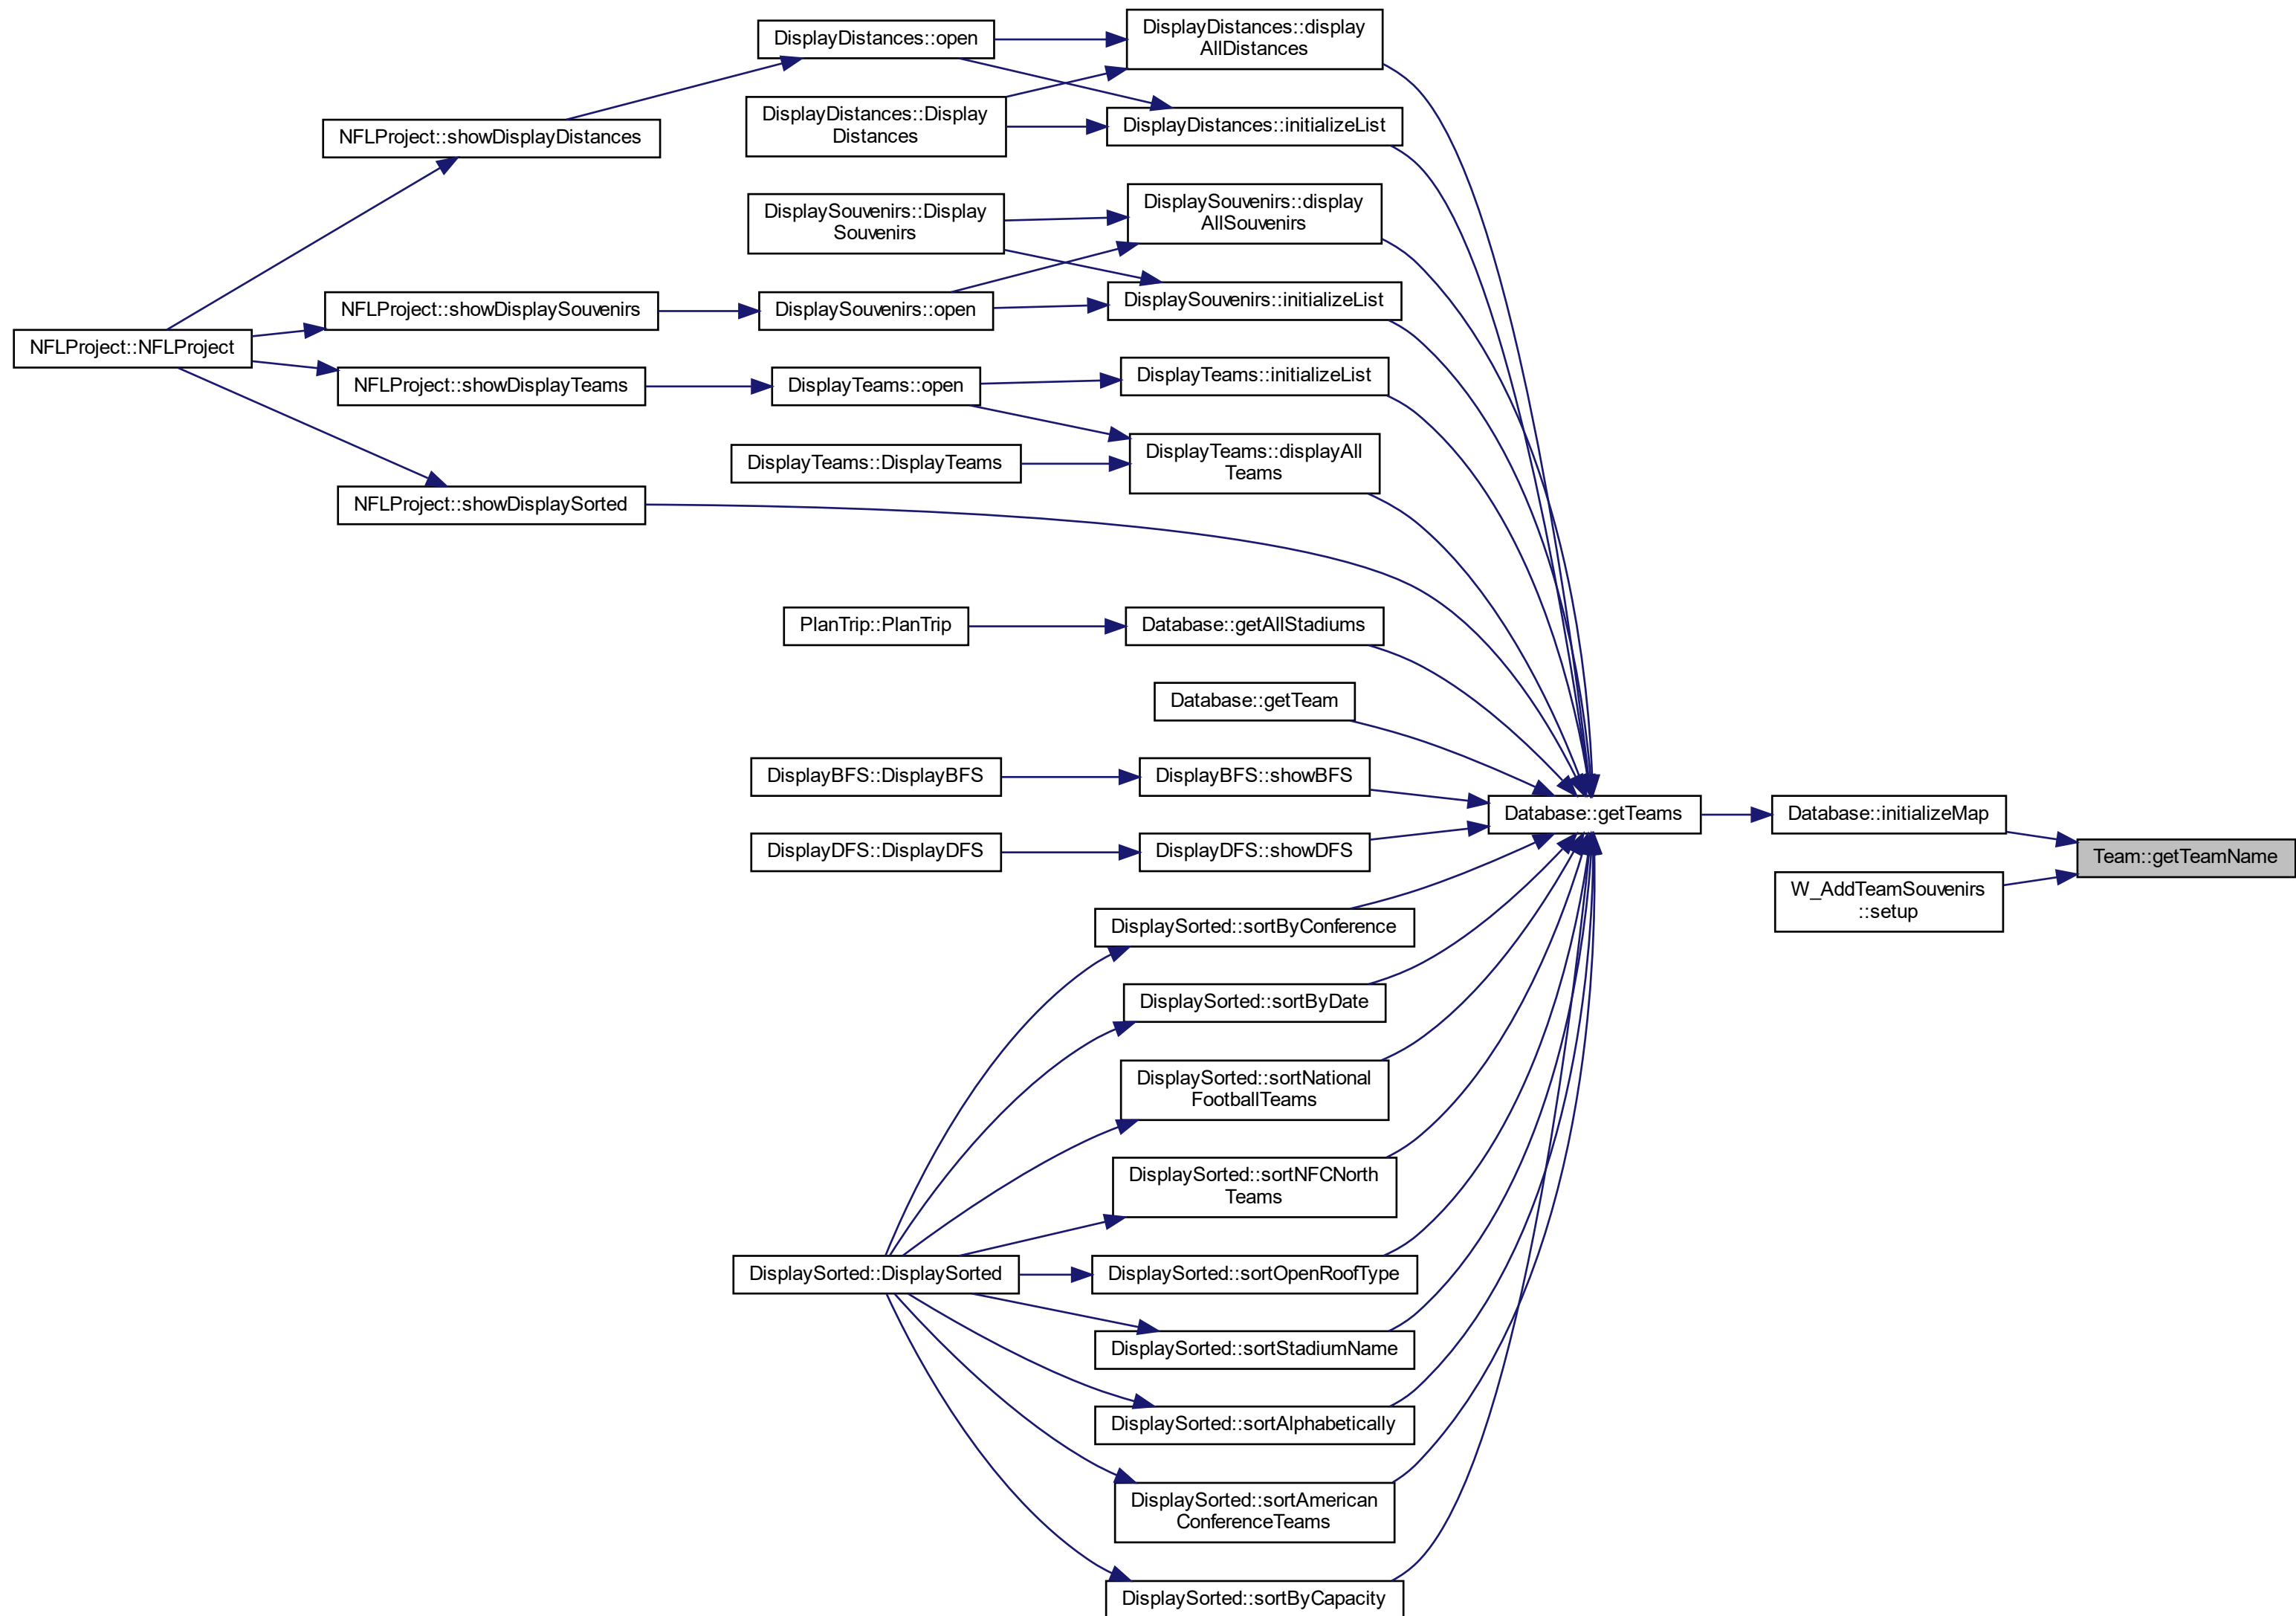 DisplayDistances::open
DisplayDistances::display
AllDistances
DisplayDistances::Display
Distances
DisplayDistances::initializeList
NFLProject::showDisplayDistances
DisplaySouvenirs::Display
Souvenirs
DisplaySouvenirs::display
AllSouvenirs
NFLProject::showDisplaySouvenirs
DisplaySouvenirs::open
DisplaySouvenirs::initializeList
NFLProject::NFLProject
NFLProject::showDisplayTeams
DisplayTeams::open
DisplayTeams::initializeList
DisplayTeams::DisplayTeams
DisplayTeams::displayAll
Teams
NFLProject::showDisplaySorted
PlanTrip::PlanTrip
Database::getAllStadiums
Database::getTeam
DisplayBFS::DisplayBFS
DisplayBFS::showBFS
Database::getTeams
Database::initializeMap
DisplayDFS::DisplayDFS
DisplayDFS::showDFS
Team::getTeamName
W_AddTeamSouvenirs
::setup
DisplaySorted::sortByConference
DisplaySorted::sortByDate
DisplaySorted::sortNational
FootballTeams
DisplaySorted::sortNFCNorth
Teams
DisplaySorted::DisplaySorted
DisplaySorted::sortOpenRoofType
DisplaySorted::sortStadiumName
DisplaySorted::sortAlphabetically
DisplaySorted::sortAmerican
ConferenceTeams
DisplaySorted::sortByCapacity